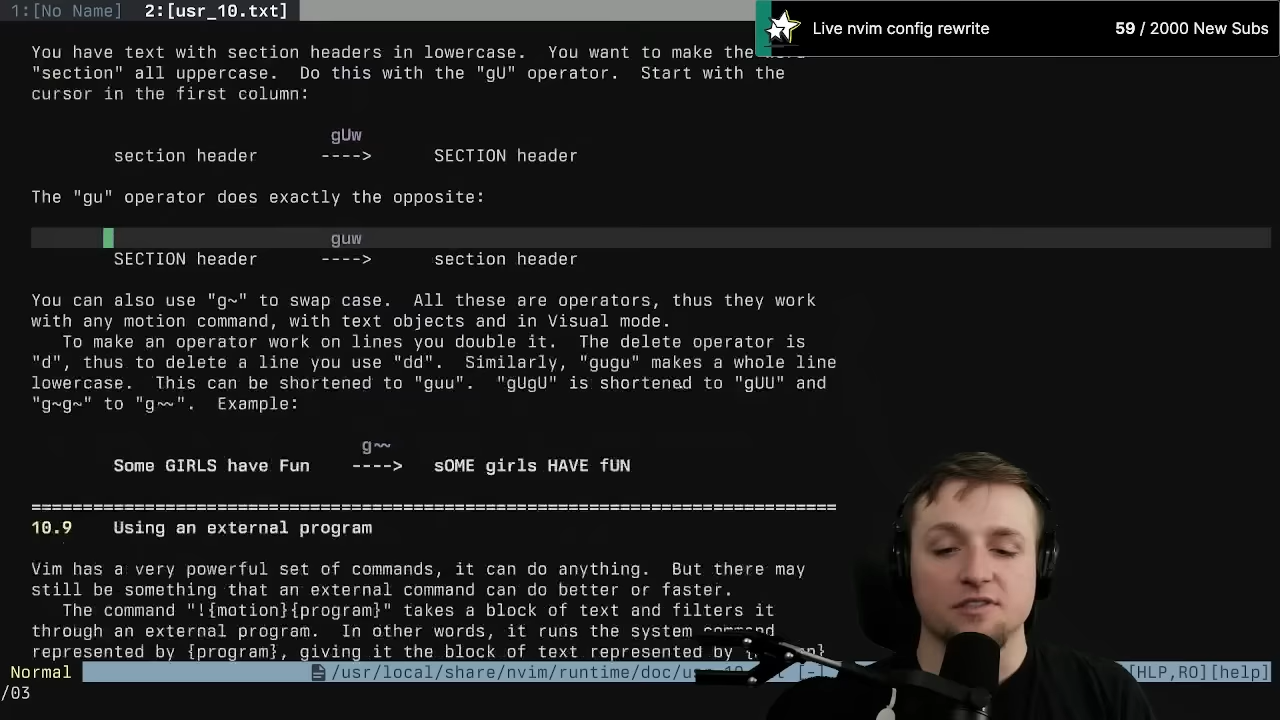 1:[No Name]  2:[usr_10.txt]
Live nvim config rewrite
59 / 2000 New Subs
You have text with section headers in lowercase.  You want to make the word
"section" all uppercase.  Do this with the "gU" operator.  Start with the
cursor in the first column:
gUw
section header      ---->      SECTION header
The "gu" operator does exactly the opposite:
guw
SECTION header      ---->      section header
You can also use "g~" to swap case.  All these are operators, thus they work
with any motion command, with text objects and in Visual mode.
To make an operator work on lines you double it.  The delete operator is
"d", thus to delete a line you use "dd".  Similarly, "gugu" makes a whole line
lowercase.  This can be shortened to "guu".  "gUgU" is shortened to "gUU" and
"g~g~" to "g~~".  Example:
g~~
Some GIRLS have Fun    ---->   sOME girls HAVE fUN
==============================================================================
10.9    Using an external program
Vim has a very powerful set of commands, it can do anything.  But there may
still be something that an external command can do better or faster.
The command "!{motion}{program}" takes a block of text and filters it
through an external program.  In other words, it runs the system command
represented by {program}, giving it the block of text represented by
Normal
/usr/local/share/nvim/runtime/doc/
[-]
[HLP,RO][help]
/03